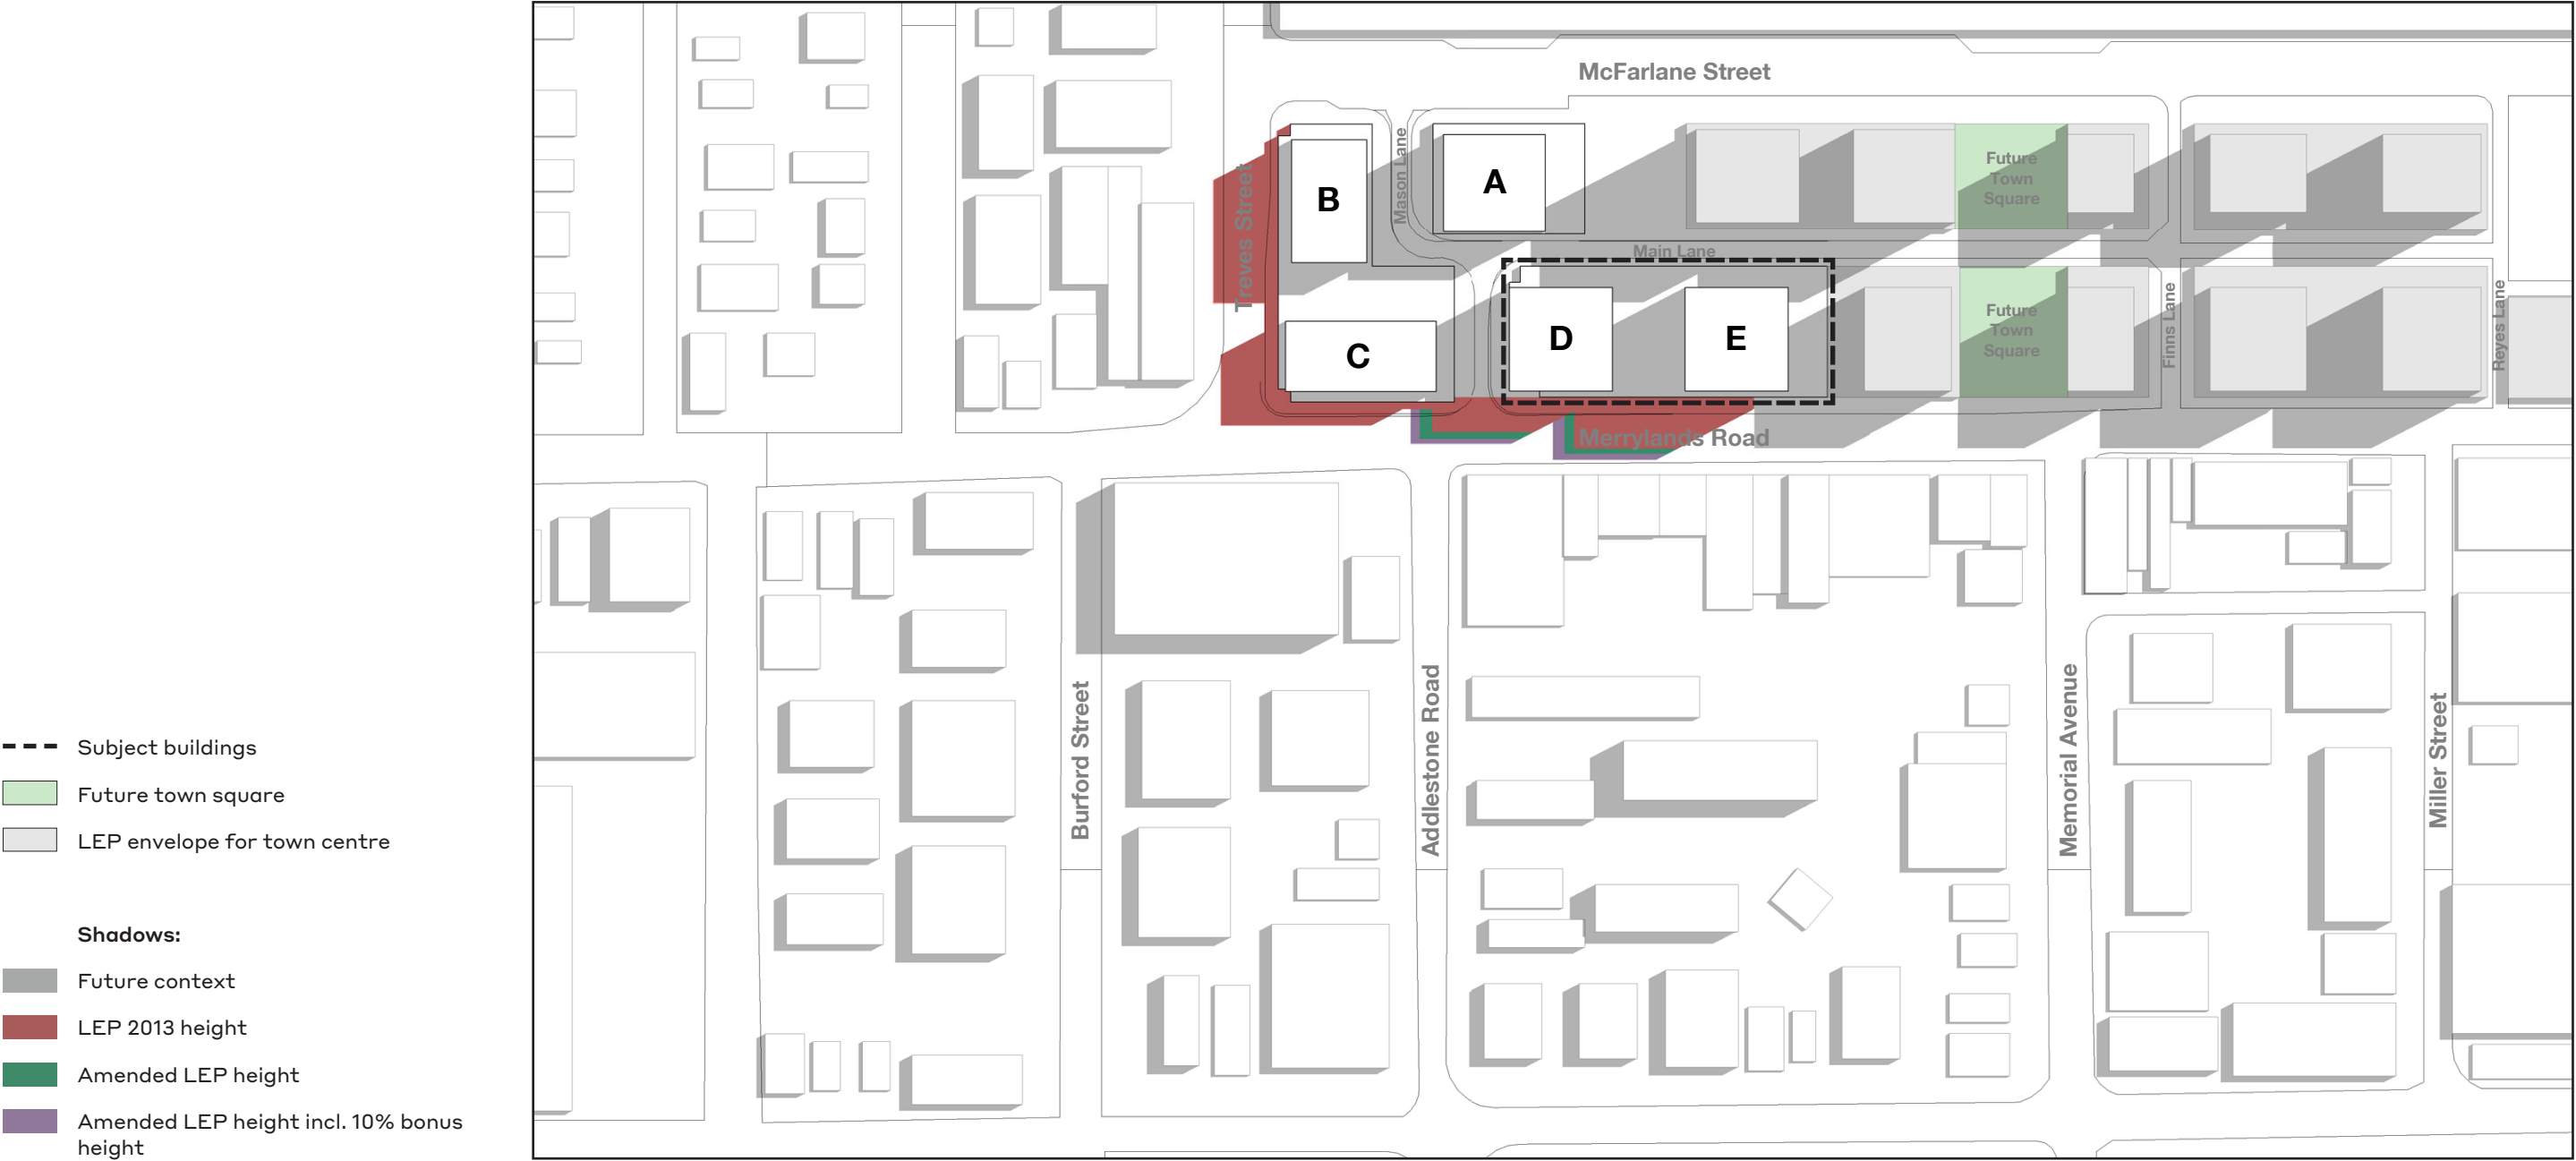 McFarlane Street
Mason Lane
Treves Street
B
A
Future
Town
Square
Main Lane
D
E
C
Future
Town
Square
Finns Lane
Reyes Lane
Merrylands Road
Burford Street
Addlestone Road
Memorial Avenue
Miller Street
Subject buildings
Future town square
LEP envelope for town centre
Shadows:
Future context
LEP 2013 height
Amended LEP height
Amended LEP height incl. 10% bonus
height